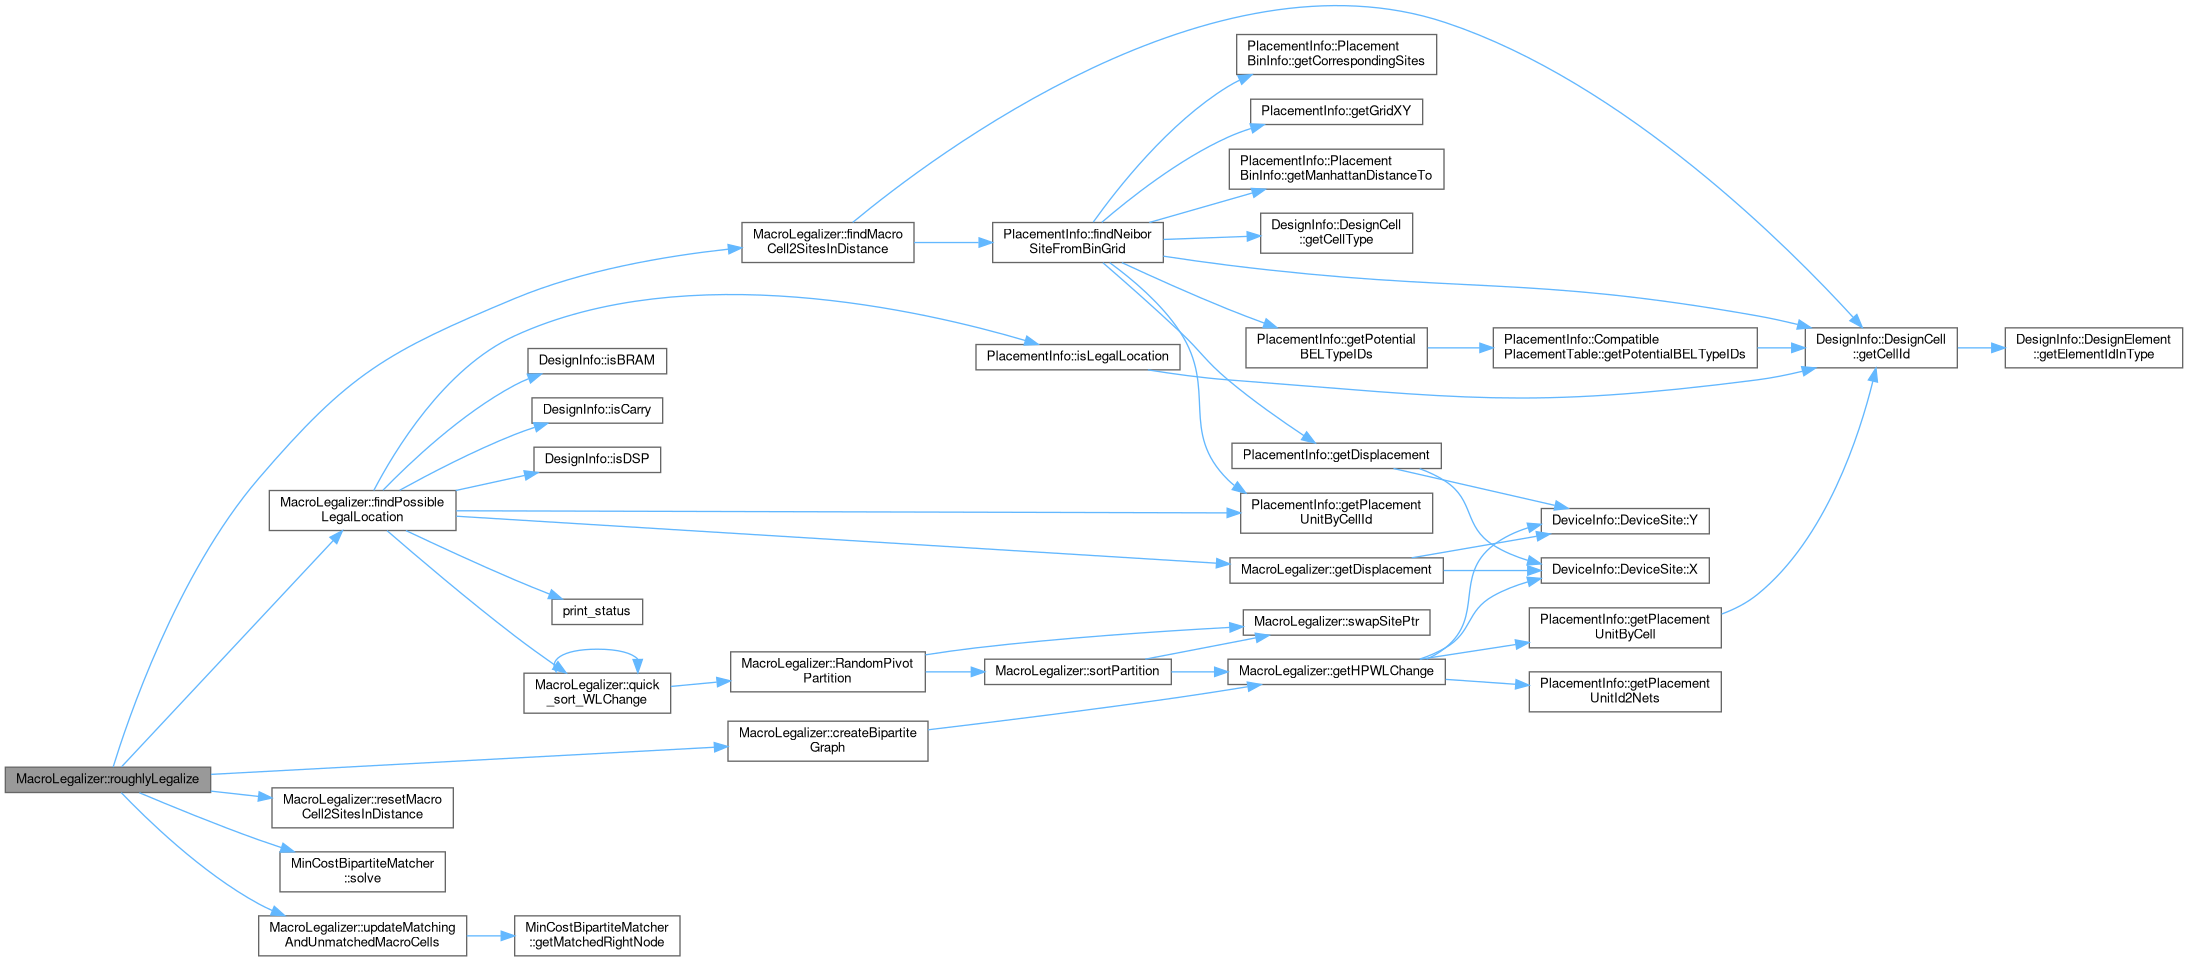 PlacementInfo::Placement
BinInfo::getCorrespondingSites
PlacementInfo::getGridXY
PlacementInfo::Placement
BinInfo::getManhattanDistanceTo
MacroLegalizer::findMacro
Cell2SitesInDistance
PlacementInfo::findNeibor
SiteFromBinGrid
DesignInfo::DesignCell
::getCellType
DesignInfo::isBRAM
PlacementInfo::isLegalLocation
PlacementInfo::getPotential
BELTypeIDs
PlacementInfo::Compatible
PlacementTable::getPotentialBELTypeIDs
DesignInfo::DesignCell
::getCellId
DesignInfo::DesignElement
::getElementIdInType
DesignInfo::isCarry
DesignInfo::isDSP
PlacementInfo::getDisplacement
MacroLegalizer::findPossible
LegalLocation
PlacementInfo::getPlacement
UnitByCellId
DeviceInfo::DeviceSite::Y
MacroLegalizer::getDisplacement
DeviceInfo::DeviceSite::X
print_status
MacroLegalizer::swapSitePtr
PlacementInfo::getPlacement
UnitByCell
MacroLegalizer::quick
_sort_WLChange
MacroLegalizer::RandomPivot
Partition
MacroLegalizer::sortPartition
MacroLegalizer::getHPWLChange
PlacementInfo::getPlacement
UnitId2Nets
MacroLegalizer::createBipartite
Graph
MacroLegalizer::roughlyLegalize
MacroLegalizer::resetMacro
Cell2SitesInDistance
MinCostBipartiteMatcher
::solve
MacroLegalizer::updateMatching
AndUnmatchedMacroCells
MinCostBipartiteMatcher
::getMatchedRightNode